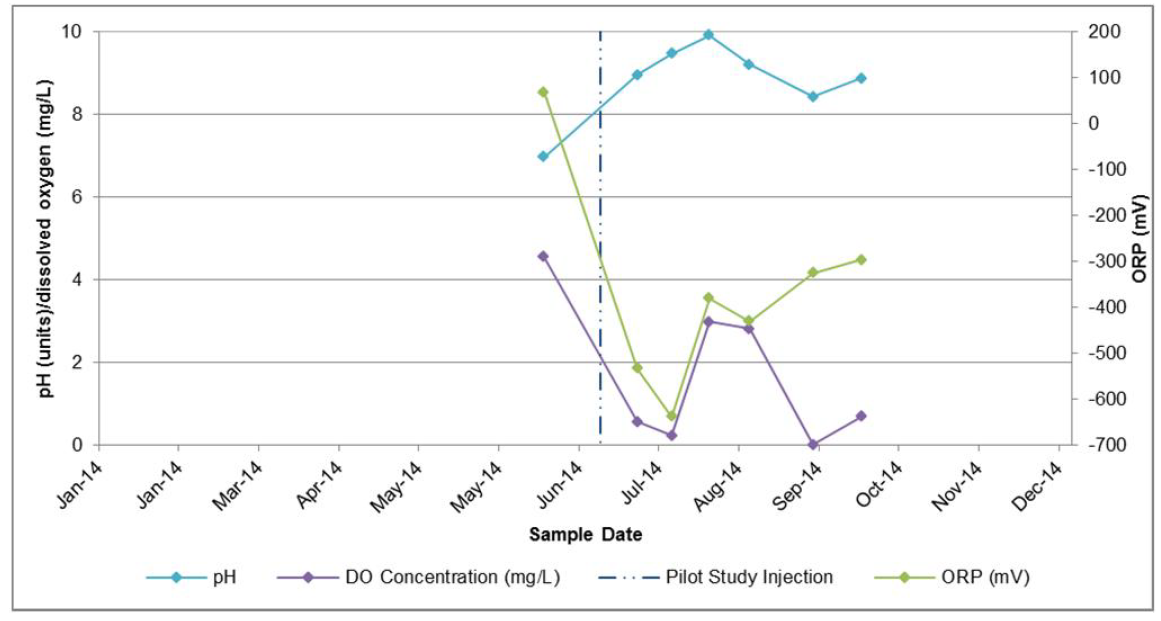 pH (units)/dissolved oxygen (mg/L)
10
8
6
4
2
0
200
100
0
-100
-200
-300
-400
-500
-600
-700
ORP (mV)
Jan-14
Jan-14
Mar-14
Apr-14
May-14
May-14
Jun-14
Jul-14
Aug-14
Sep-14
Oct-14
Nov-14
Dec-14
Sample Date
pH DO Concentration (mg/L) Pilot Study Injection ORP (mV)